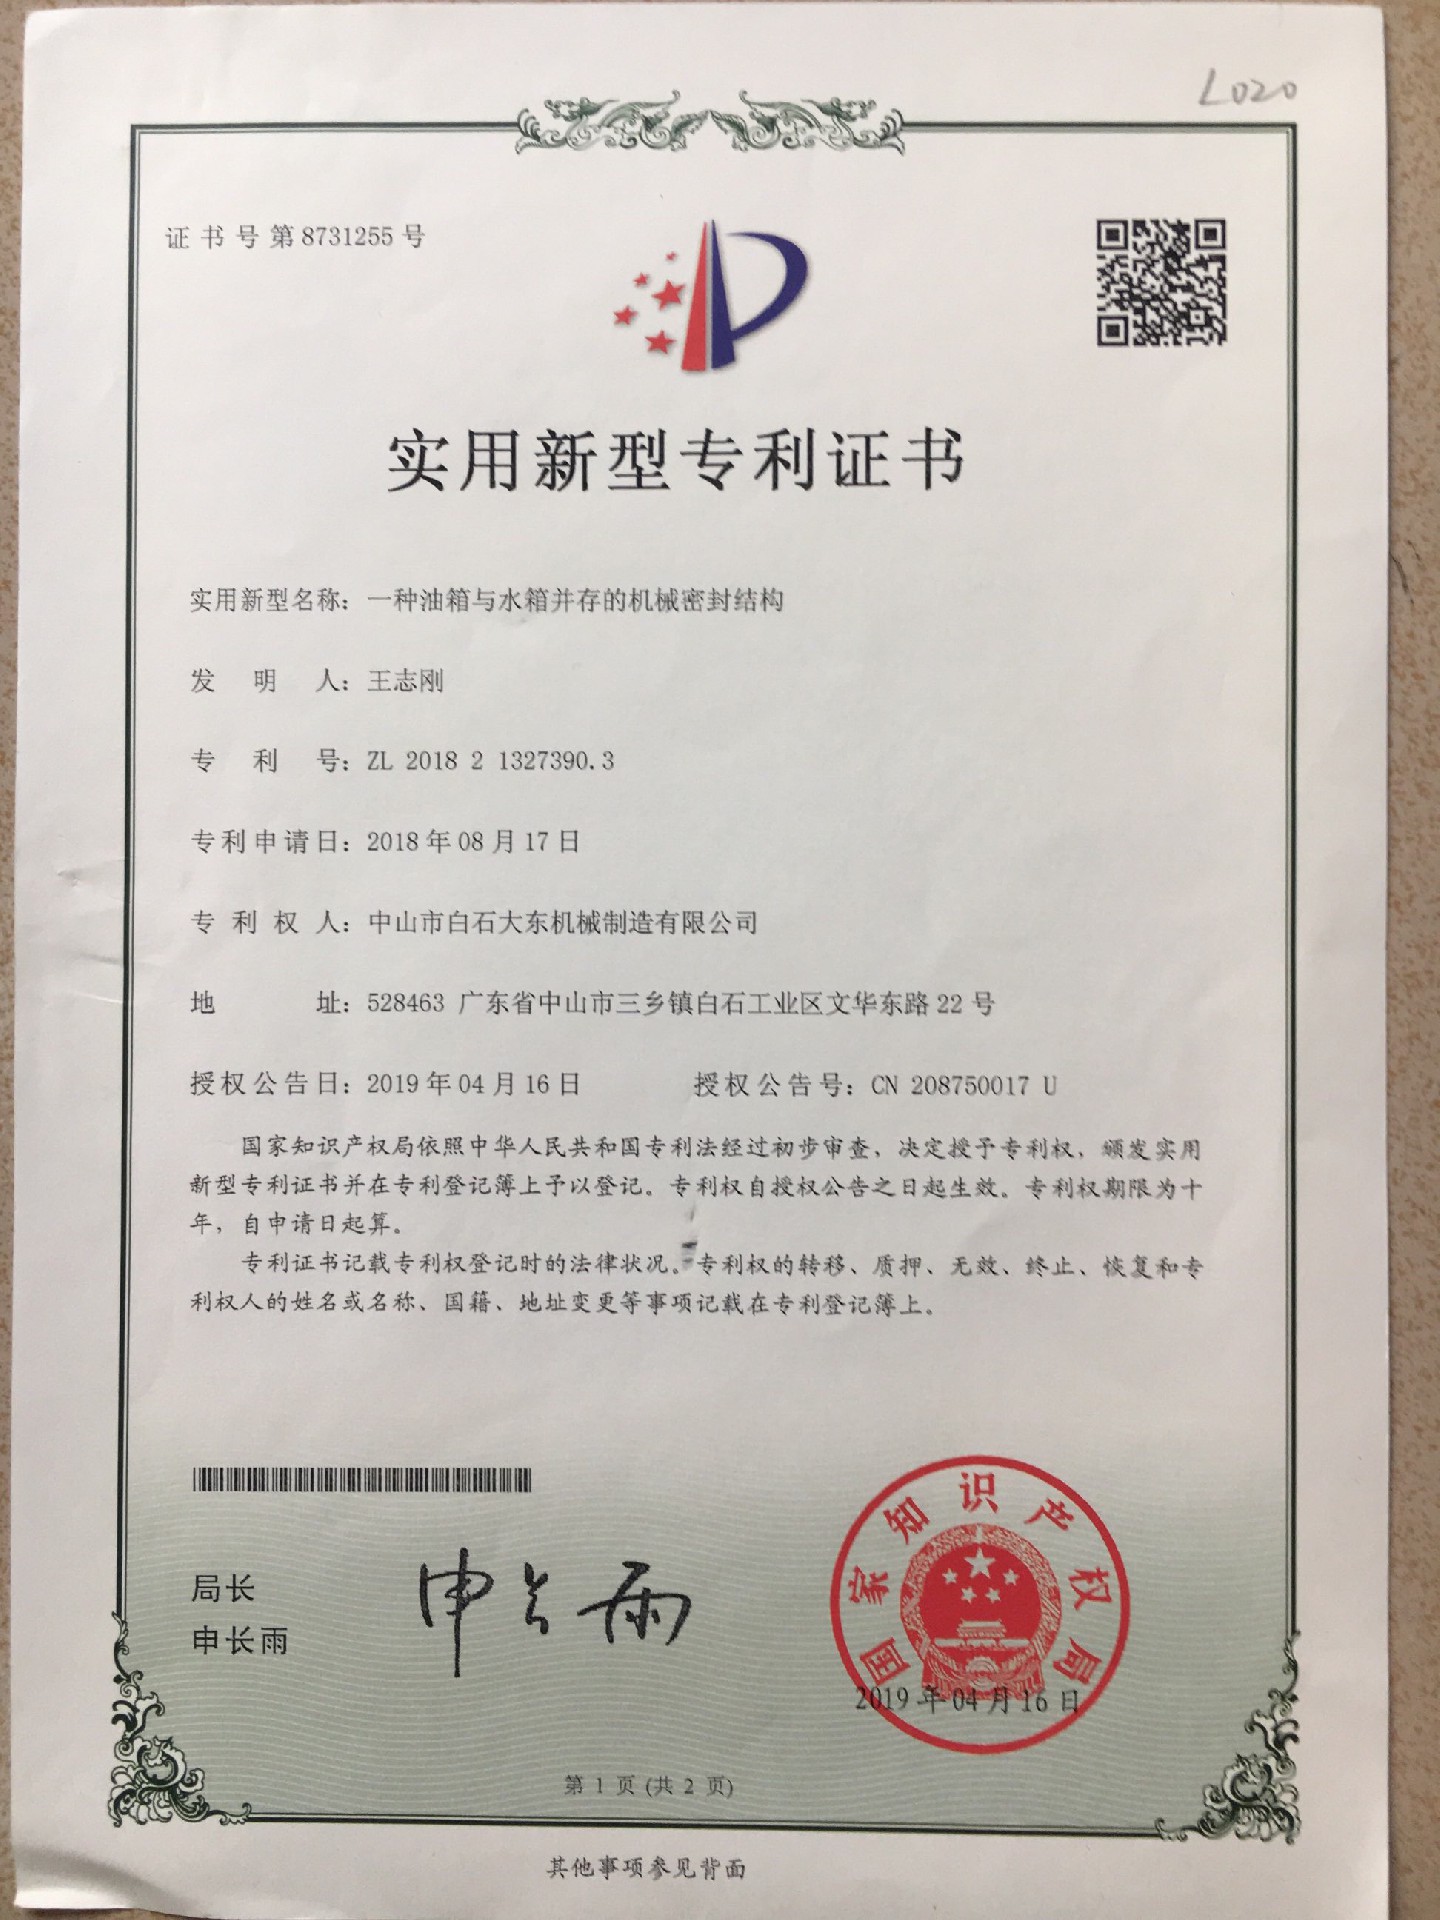 L020
证书号第8731255号
实用新型专利证书
实用新型名称：一种油箱与水箱并存的机械密封结构
发明人：王志刚
专利号：ZL 2018 2 1327390.3
专利申请日：2018年08月17日
专利权人：中山市白石大东机械制造有限公司
地址：528463 广东省中山市三乡镇白石工业区文华东路22号
授权公告日：2019年04月16日 授权公告号：CN 208750017 U
国家知识产权局依照中华人民共和国专利法经过初步审查，决定授予专利权，颁发实用
新型专利证书并在专利登记簿上予以登记。专利权自授权公告之日起生效。专利权期限为十
年，自申请日起算。
专利证书记载专利权登记时的法律状况。专利权的转移、质押、无效、终止、恢复和专
利权人的姓名或名称、国籍、地址变更等事项记载在专利登记簿上。
局长
申长雨
申长雨
国家知识产权局
2019年04月16日
第 1 页 (共 2 页)
其他事项参见背面